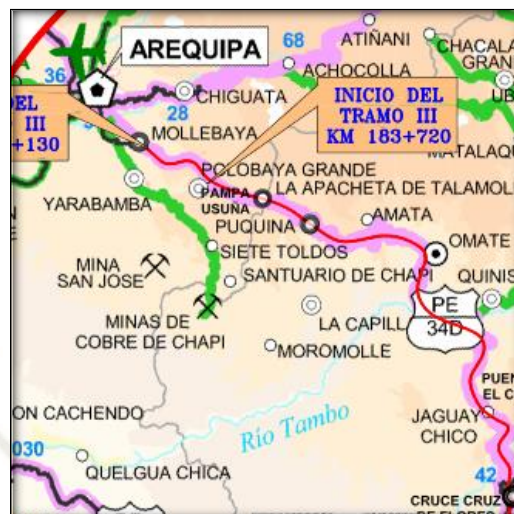 ATIÑANI
68
AREQUIPA
CHACALA
GRAN
36
ACHOCOLLA
UB
CHIGUATA
28
DEL
III
+130
INICIO DEL
TRAMO III
KM 183+720
MOLLEBAYA
MATALAQU
POLOBAYA GRANDE
YARABAMBA
PAMPA
USUÑA
LA APACHETA DE TALAMOL
PUQUINA
AMATA
SIETE TOLDOS
OMATE
MINA
SAN JOSE
SANTUARIO DE CHAPI
QUINIS
PE
34D
MINAS DE
COBRE DE CHAPI
LA CAPILL
MOROMOLLE
PUEN
EL C
ON CACHENDO
Río Tambo
JAGUAY
CHICO
030
QUELGUA CHICA
42
CRUCE CRUZ
DE FLORES